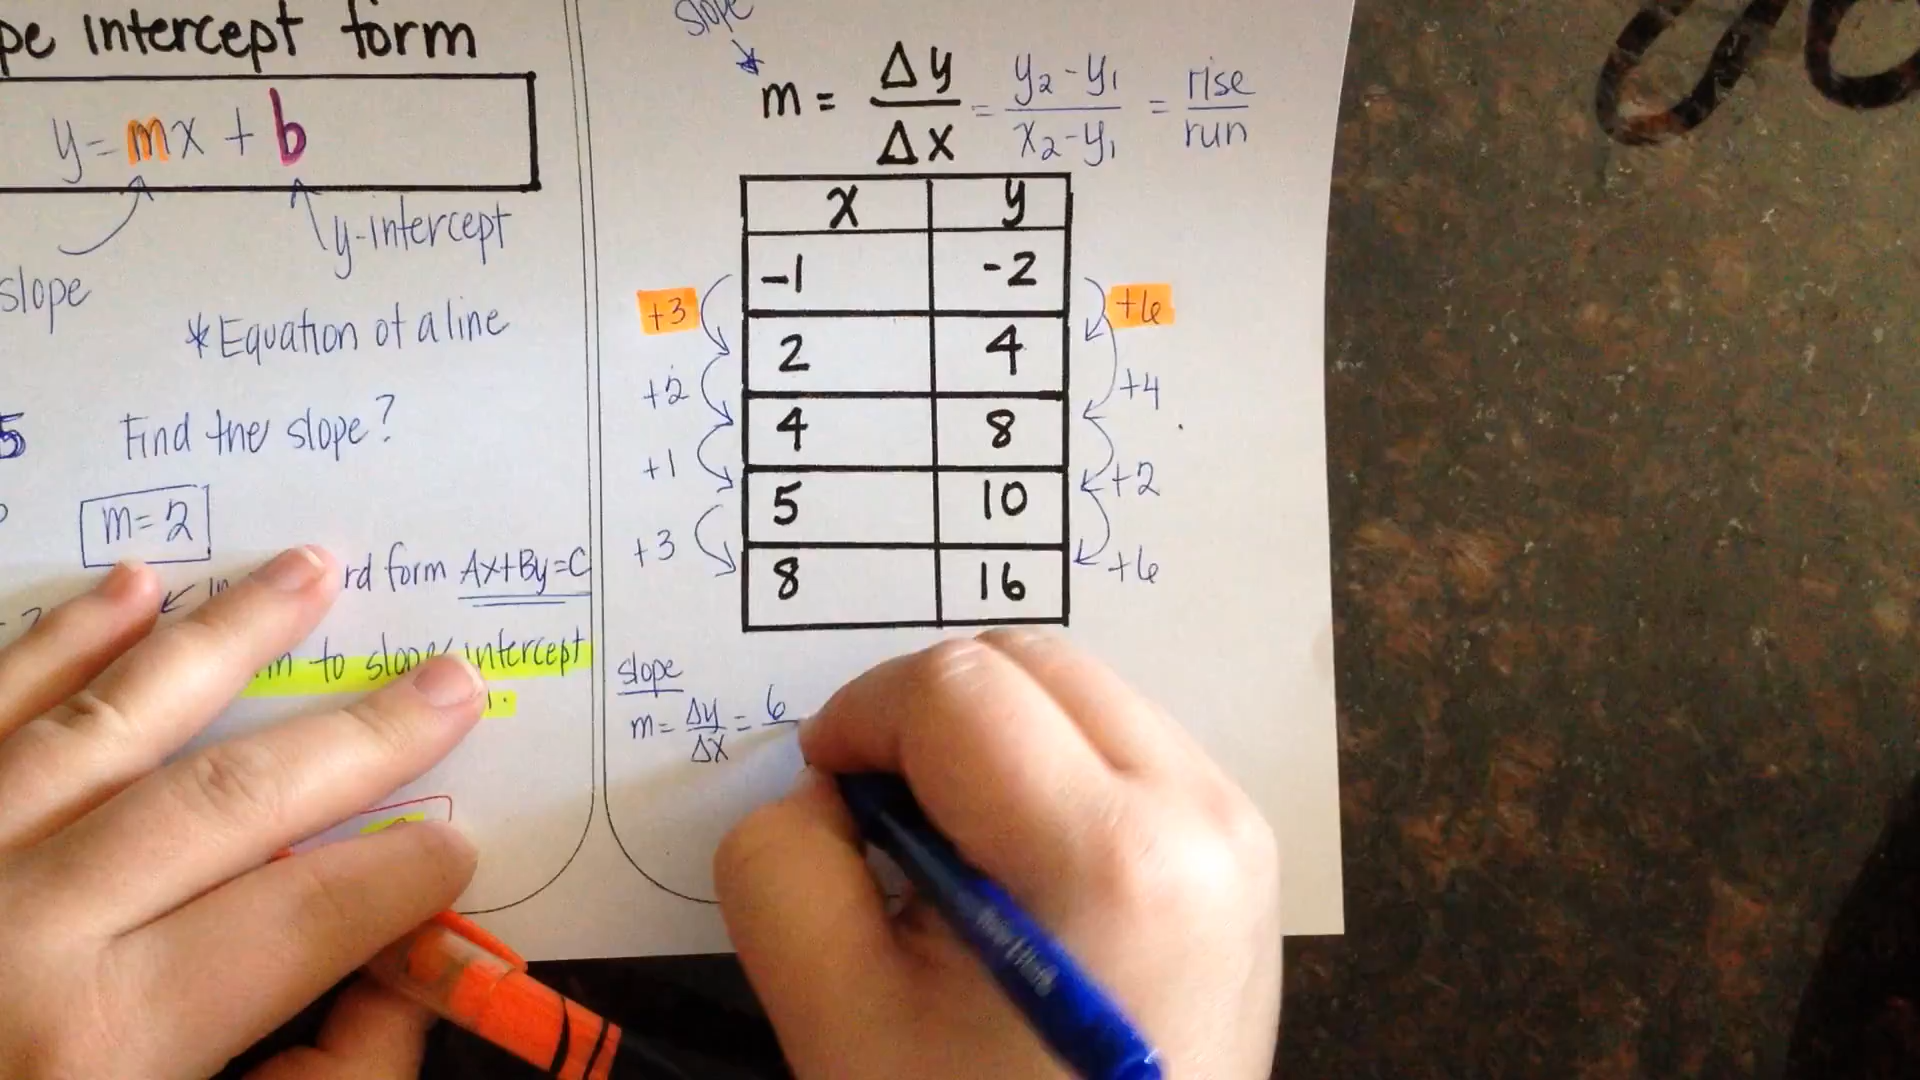 pe intercept form
y=mx + b
y-intercept
slope
*Equation of a line
5 Find the slope?
m=2
rd form Ax+By=C
to slope intercept
slope
m = Δy/Δx = y2-y1/x2-y1 = rise/run
x y
-1 -2
+3 +6
2 4
+2 +4
4 8
+1 +2
5 10
+3 +6
8 16
slope
m = Δy/Δx = 6